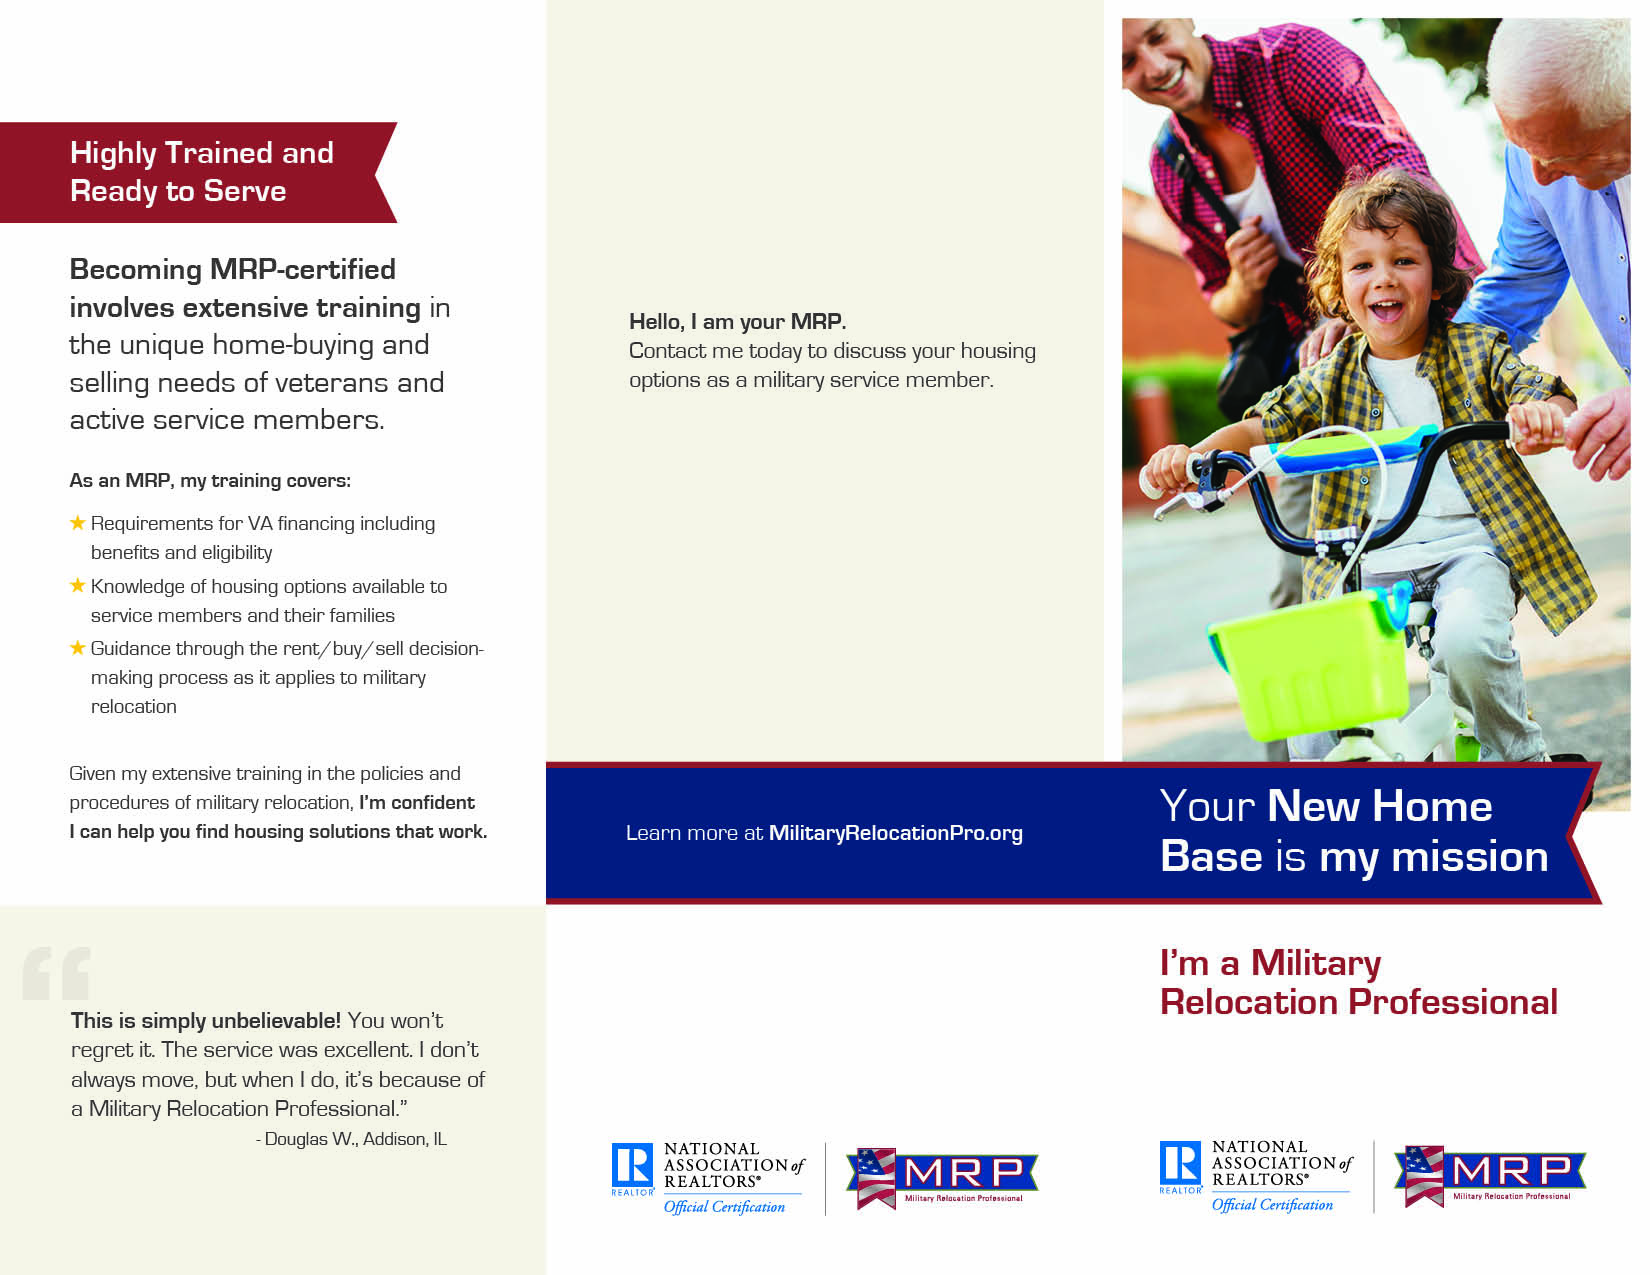 Highly Trained and
Ready to Serve
Becoming MRP-certified
involves extensive training in
the unique home-buying and
selling needs of veterans and
active service members.
As an MRP, my training covers:
★ Requirements for VA financing including
benefits and eligibility
★ Knowledge of housing options available to
service members and their families
★ Guidance through the rent/buy/sell decision-
making process as it applies to military
relocation
Given my extensive training in the policies and
procedures of military relocation, I’m confident
I can help you find housing solutions that work.
“
This is simply unbelievable! You won’t
regret it. The service was excellent. I don’t
always move, but when I do, it’s because of
a Military Relocation Professional.”
- Douglas W., Addison, IL
Hello, I am your MRP.
Contact me today to discuss your housing
options as a military service member.
Learn more at MilitaryRelocationPro.org
REALTOR®
NATIONAL
ASSOCIATION of
REALTORS®
Official Certification
MRP
Military Relocation Professional
Your New Home
Base is my mission
I’m a Military
Relocation Professional
REALTOR®
NATIONAL
ASSOCIATION of
REALTORS®
Official Certification
MRP
Military Relocation Professional